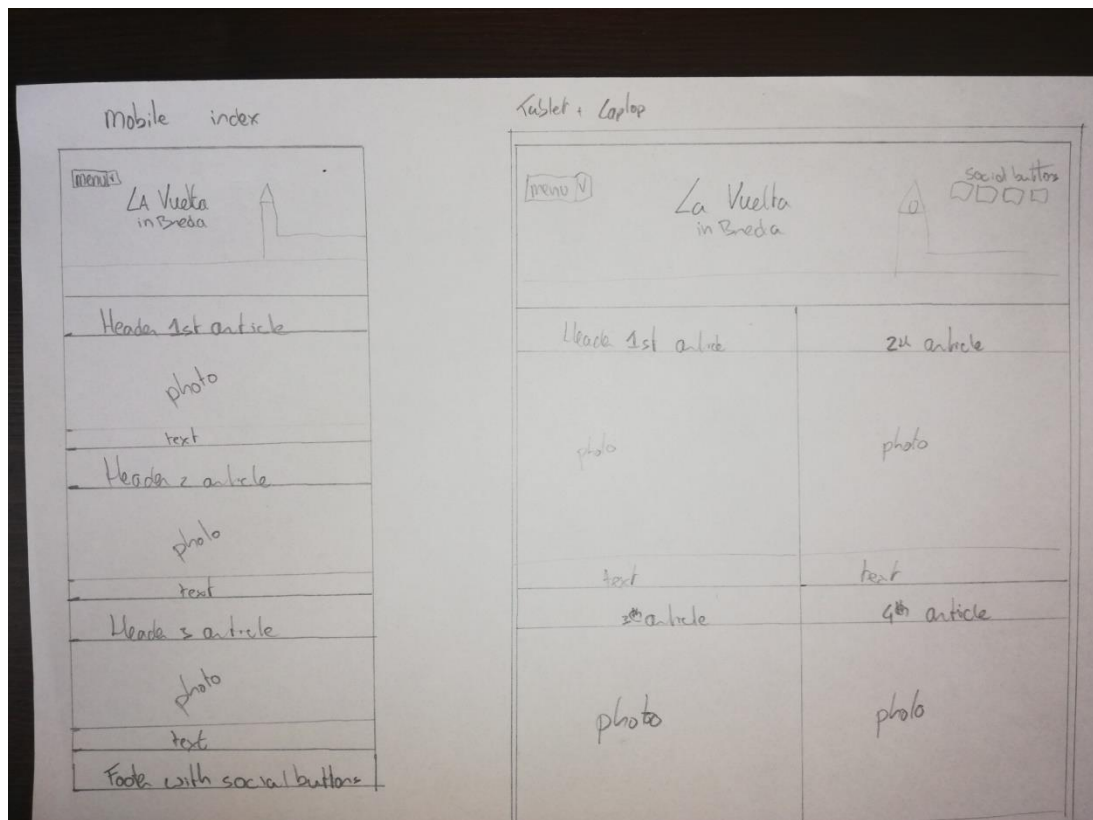 Mobile index
menu v
LA Vuelta
in Breda
Header 1st article
photo
text
Header 2 article
photo
text
Header 3 article
photo
text
Footer with social buttons
Tablet + Laptop
menu V
La Vuelta
in Breda
social buttons
Header 1st article
2d article
photo
photo
text
text
3th article
4th article
photo
photo